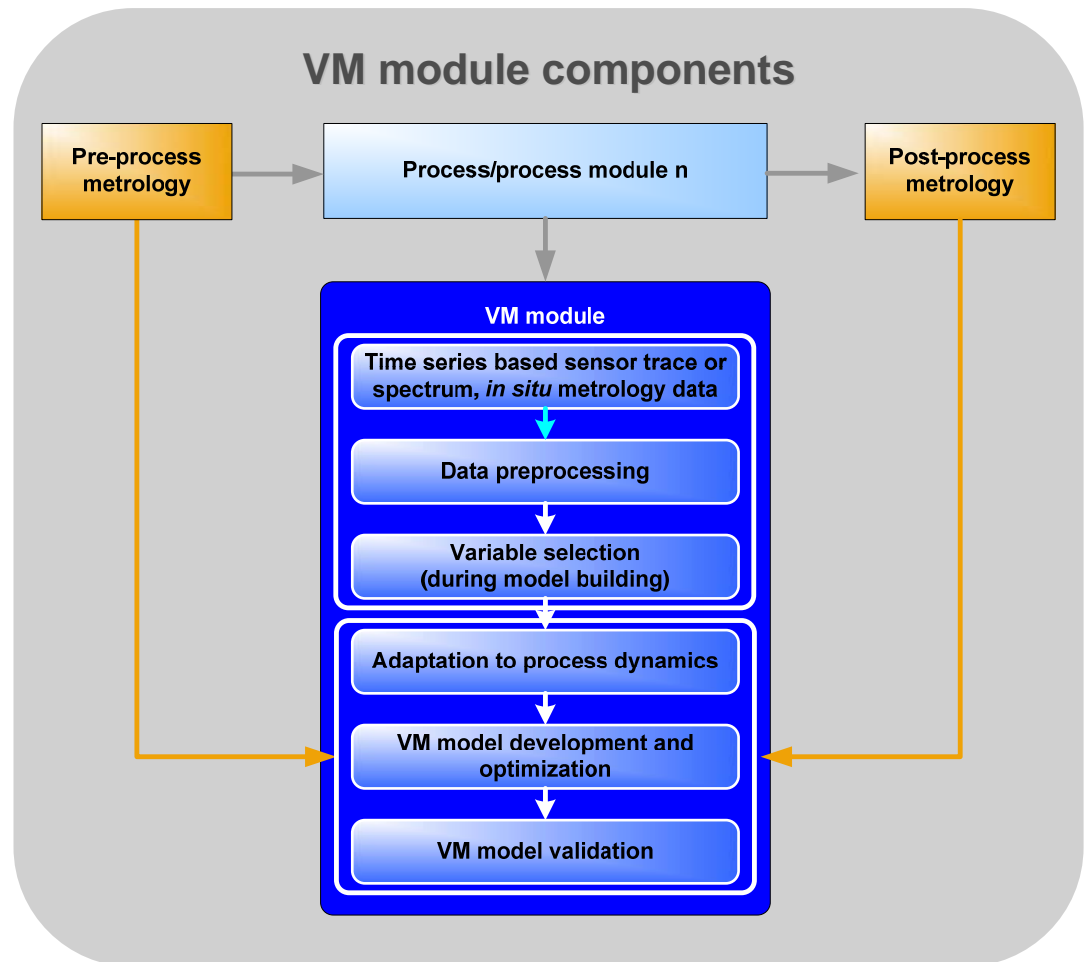 VM module components
Pre-process
metrology
Process/process module n
Post-process
metrology
VM module
Time series based sensor trace or
spectrum, in situ metrology data
Data preprocessing
Variable selection
(during model building)
Adaptation to process dynamics
VM model development and
optimization
VM model validation